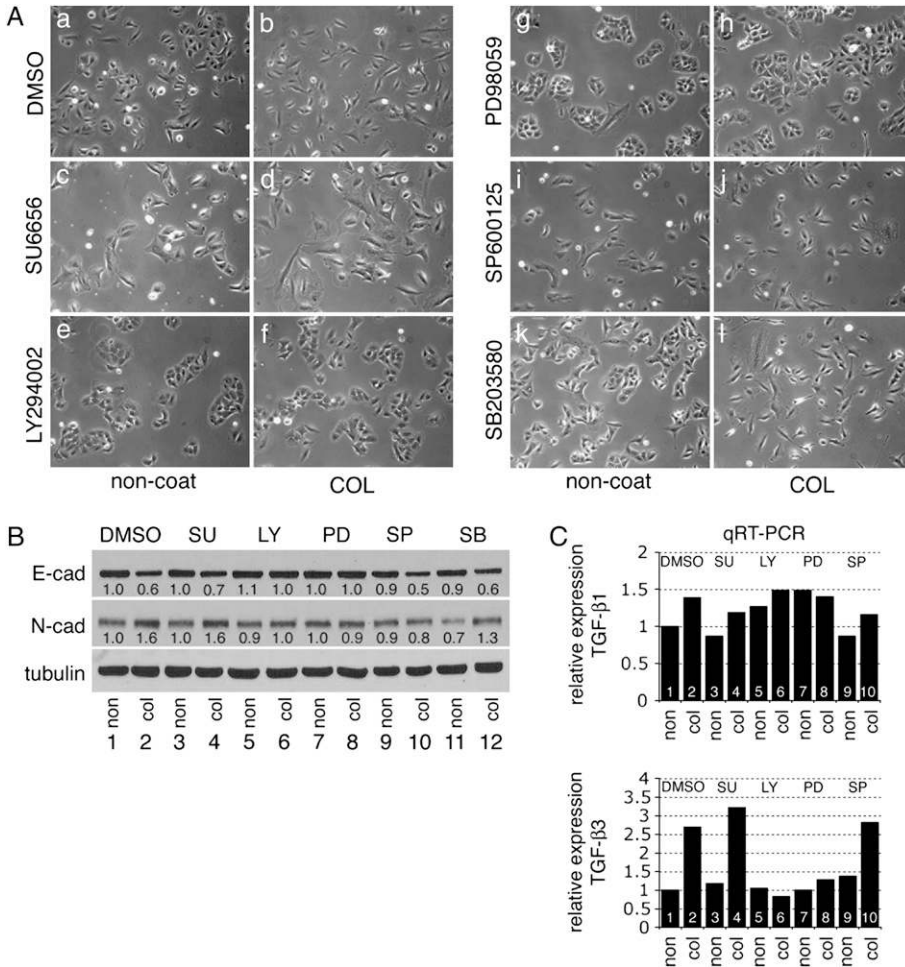 A
a
b
DMSO
c
d
SU6656
e
f
LY294002
non-coat
COL
g
h
PD98059
i
j
SP600125
k
l
SB203580
non-coat
COL
B
DMSO SU LY PD SP SB
E-cad
1.0 0.6 1.0 0.7 1.1 1.0 1.0 1.0 0.9 0.5 0.9 0.6
N-cad
1.0 1.6 1.0 1.6 0.9 1.0 1.0 0.9 0.9 0.8 0.7 1.3
tubulin
non col non col non col non col non col non col
1 2 3 4 5 6 7 8 9 10 11 12
C
qRT-PCR
relative expression
TGF-β1
2
1.5
1
0.5
0
DMSO SU LY PD SP
1 2 3 4 5 6 7 8 9 10
non col non col non col non col non col
relative expression
TGF-β3
4
3.5
3
2.5
2
1.5
1
0.5
0
DMSO SU LY PD SP
1 2 3 4 5 6 7 8 9 10
non col non col non col non col non col